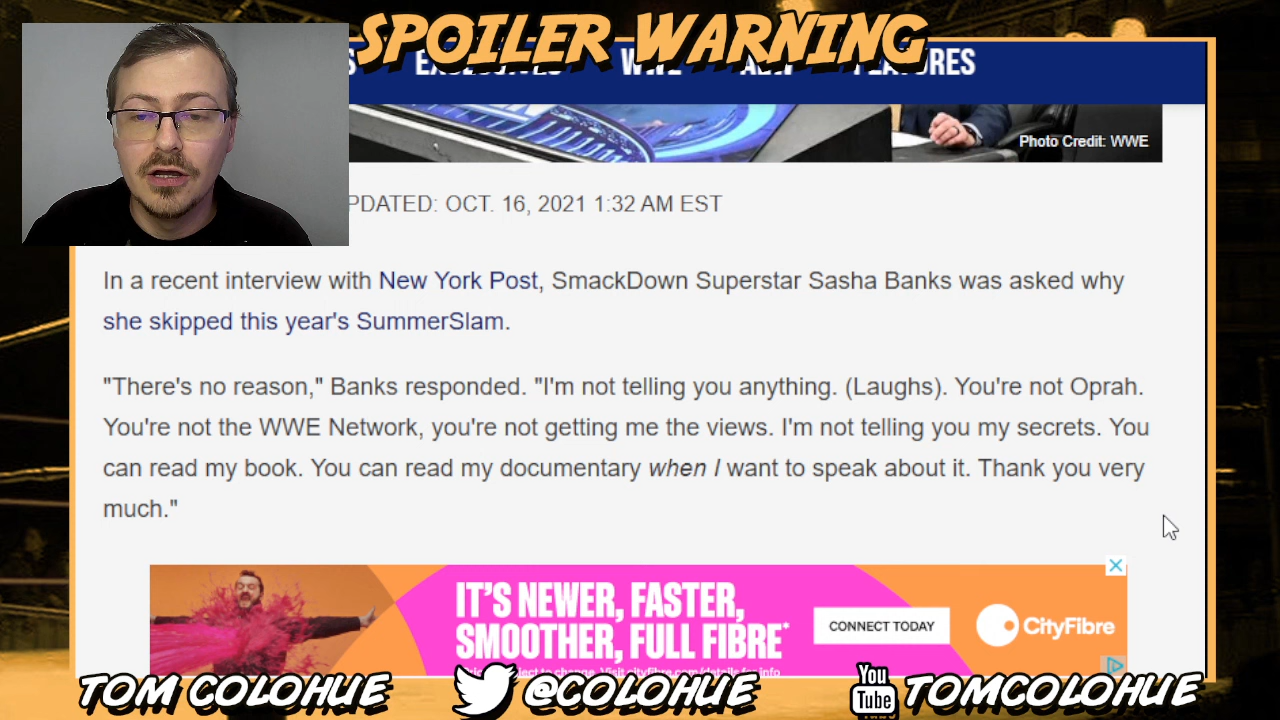 SPOILER WARNING
Photo Credit: WWE
PDATED: OCT. 16, 2021 1:32 AM EST
In a recent interview with New York Post, SmackDown Superstar Sasha Banks was asked why
she skipped this year's SummerSlam.
"There's no reason," Banks responded. "I'm not telling you anything. (Laughs). You're not Oprah.
You're not the WWE Network, you're not getting me the views. I'm not telling you my secrets. You
can read my book. You can read my documentary when I want to speak about it. Thank you very
much."
IT'S NEWER, FASTER,
SMOOTHER, FULL FIBRE*
CONNECT TODAY
CityFibre
TOM COLOHUE @COLOHUE You Tube TOMCOLOHUE